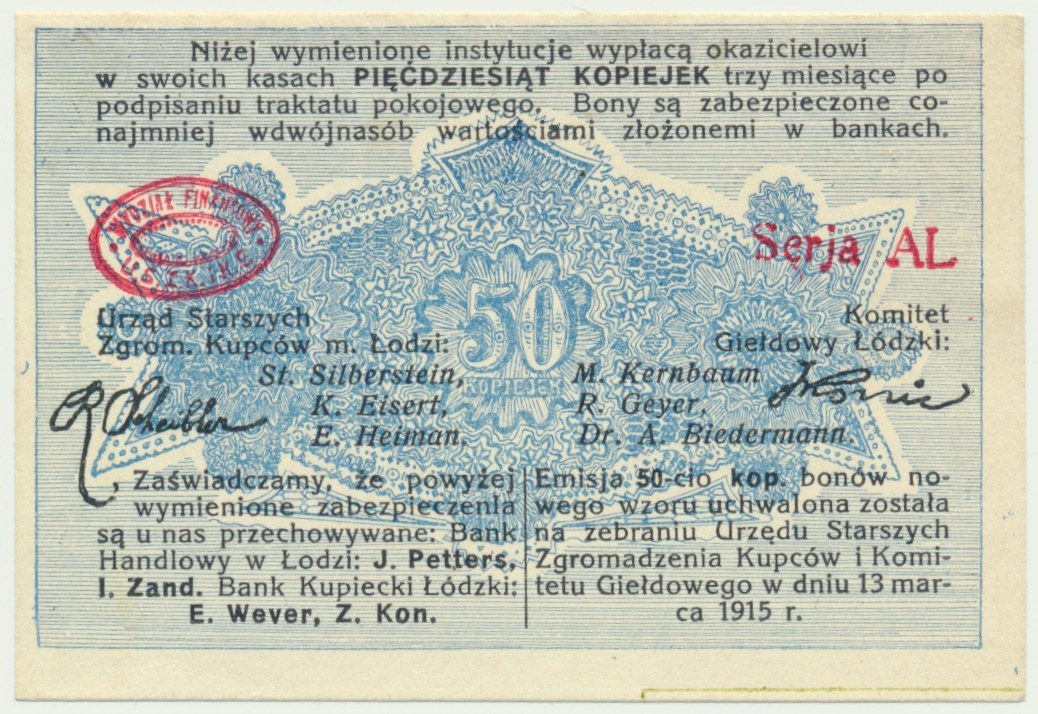 Niżej wymienione instytucje wypłacą okazicielowi
w swoich kasach PIĘĆDZIESIĄT KOPIEJEK trzy miesiące po
podpisaniu traktatu pokojowego. Bony są zabezpieczone co-
najmniej wdwójnasób wartościami złożonemi w bankach.
WYDZIAŁ FINANSOWY
Serja AL
Urząd Starszych
Zgrom. Kupców m. Łodzi:
Komitet
Giełdowy Łódzki:
50
KOPIEJEK
St. Silberstein,
K. Eisert,
E. Heiman,
M. Kernbaum
R. Geyer,
Dr. A. Biedermann.
R Scheibler
, Zaświadczamy, że powyżej
wymienione zabezpieczenia
są u nas przechowywane: Bank
Handlowy w Łodzi: J. Petters,
I. Zand. Bank Kupiecki Łódzki:
E. Wever, Z. Kon.
Emisja 50-cio kop. bonów no-
wego wzoru uchwalona została
na zebraniu Urzędu Starszych
Zgromadzenia Kupców i Komi-
tetu Giełdowego w dniu 13 mar-
ca 1915 r.